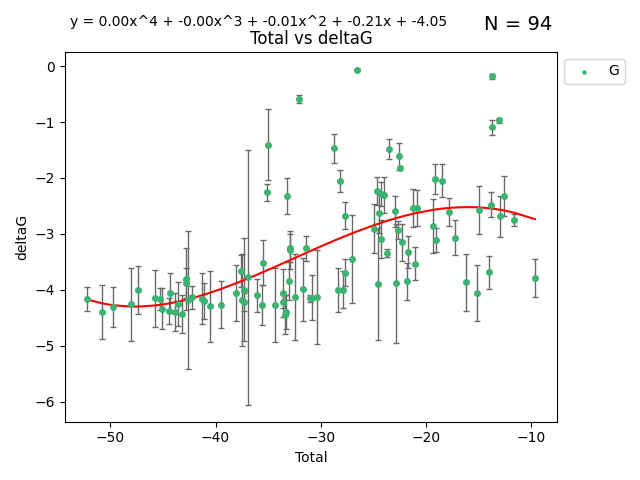 y = 0.00x^4 + -0.00x^3 + -0.01x^2 + -0.21x + -4.05
N = 94
Total vs deltaG
G
deltaG
0
−1
−2
−3
−4
−5
−6
−50 −40 −30 −20 −10
Total